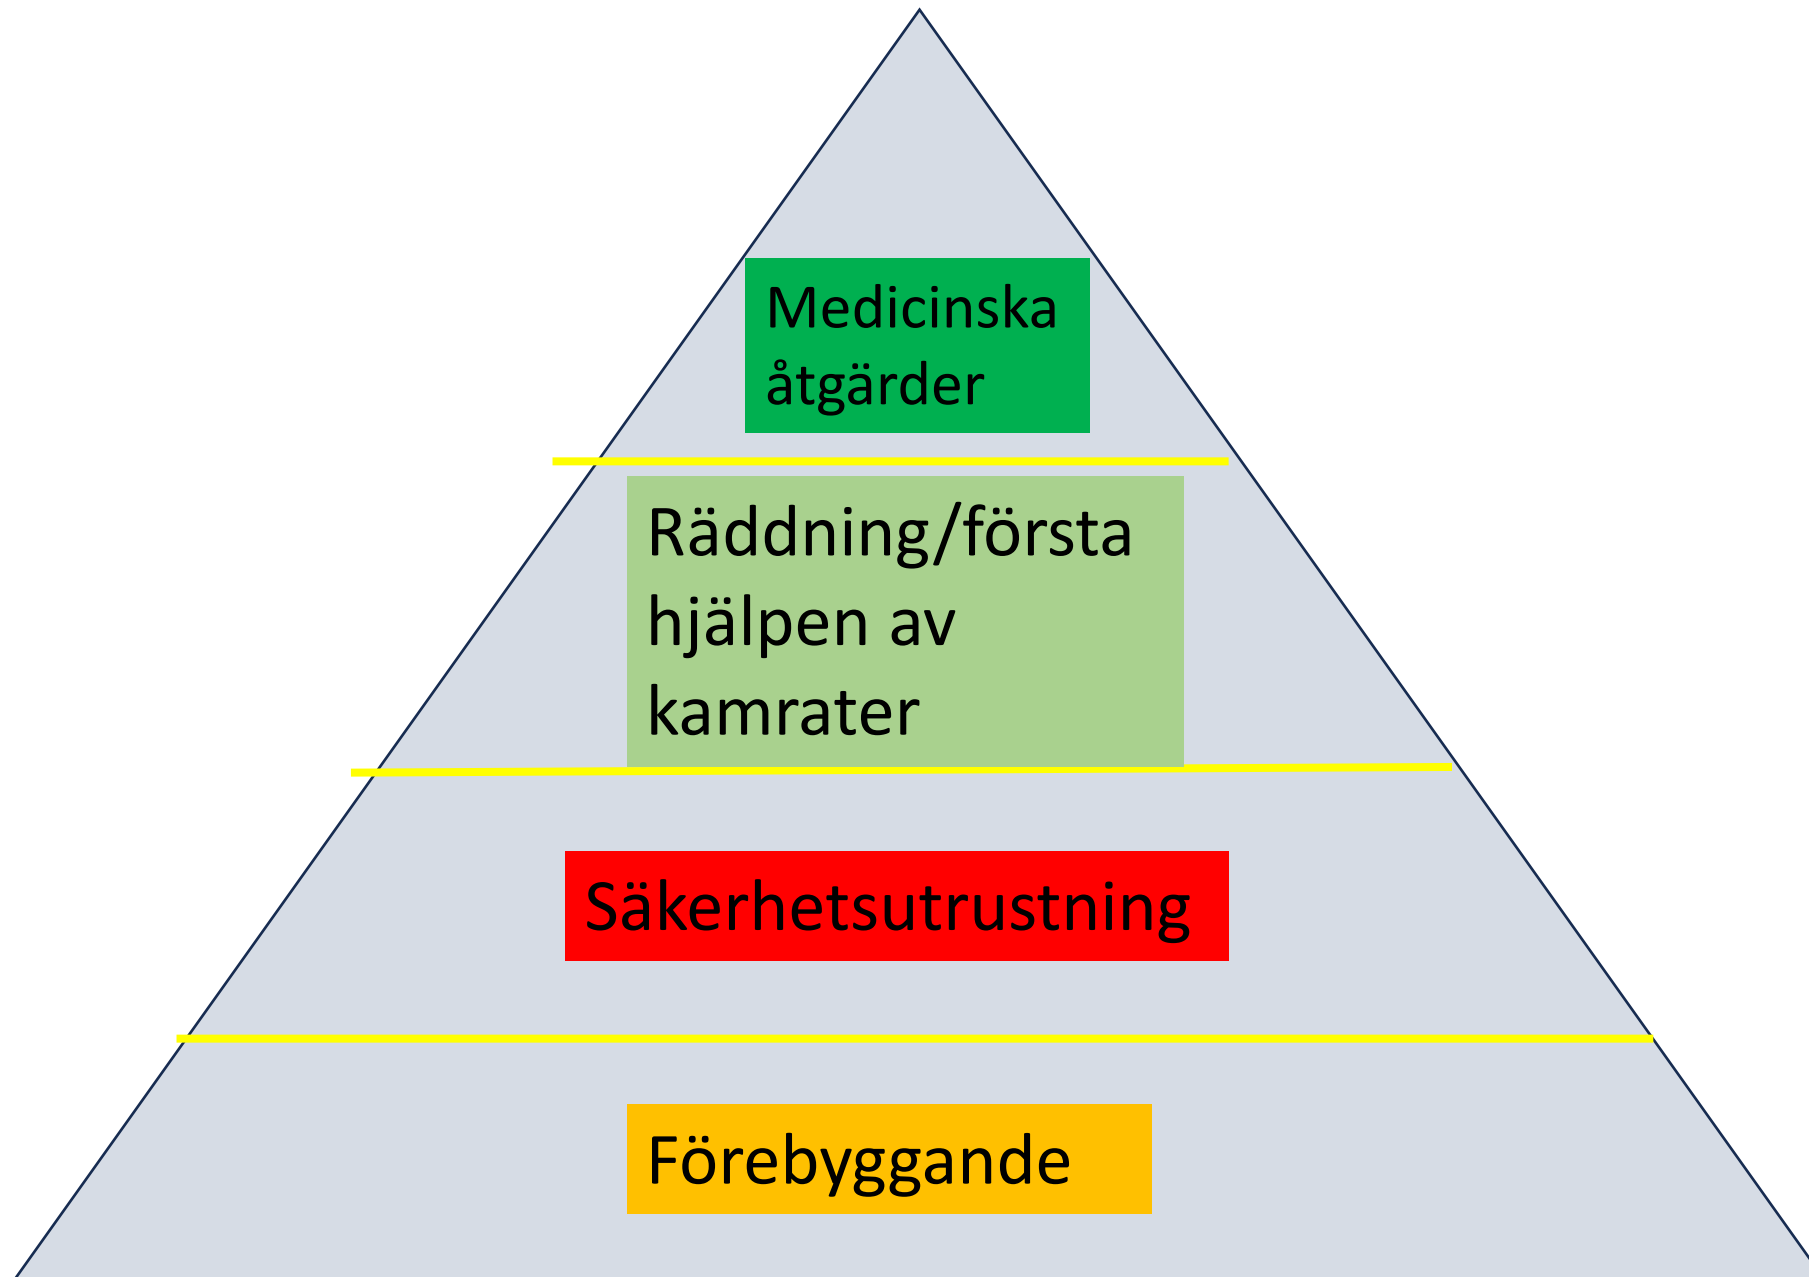 Medicinska
åtgärder
Räddning/första
hjälpen av
kamrater
Säkerhetsutrustning
Förebyggande